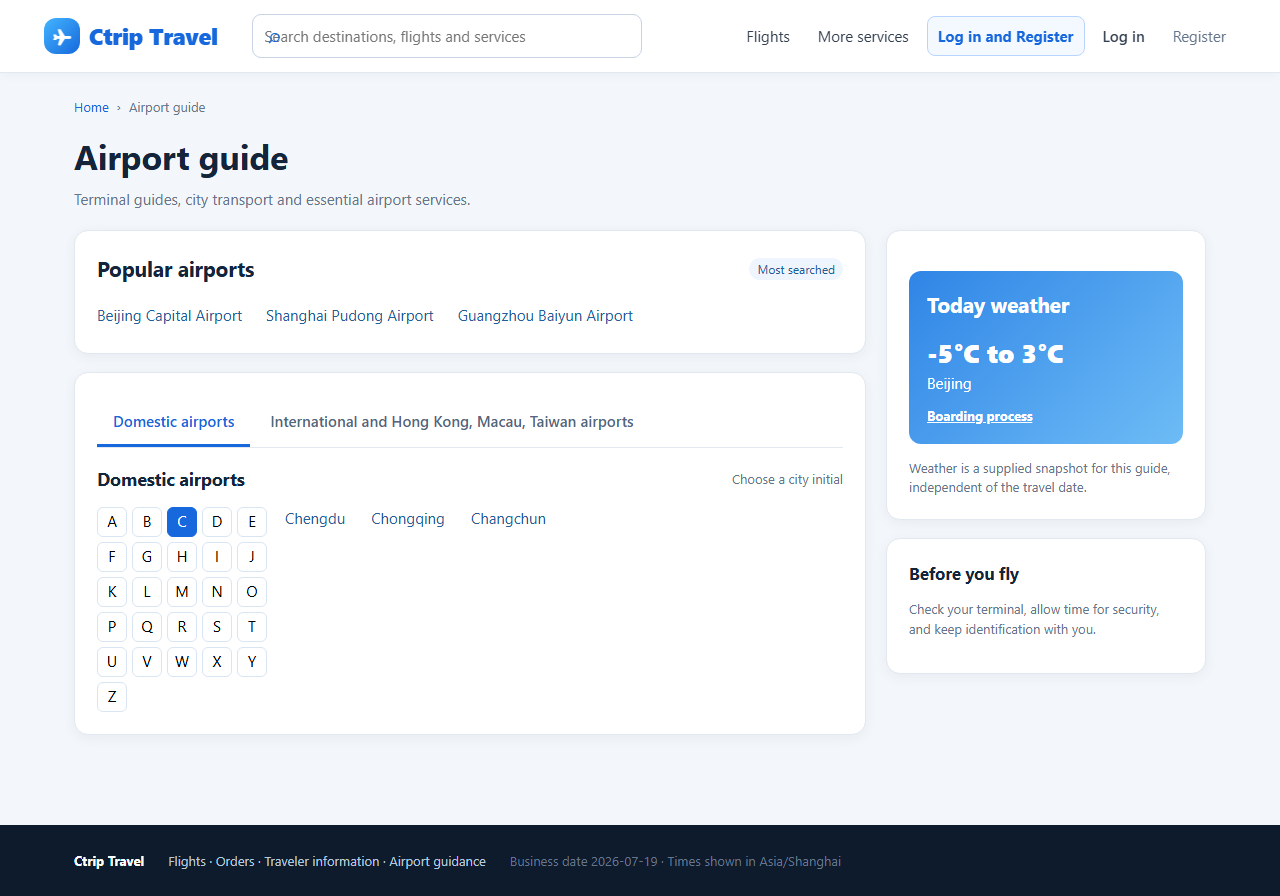 Ctrip Travel
Search destinations, flights and services
Flights
More services
Log in and Register
Log in
Register
Home › Airport guide
Airport guide
Terminal guides, city transport and essential airport services.
Popular airports
Most searched
Beijing Capital Airport
Shanghai Pudong Airport
Guangzhou Baiyun Airport
Domestic airports
International and Hong Kong, Macau, Taiwan airports
Domestic airports
Choose a city initial
A B C D E
F G H I J
K L M N O
P Q R S T
U V W X Y
Z
Chengdu
Chongqing
Changchun
Today weather
-5°C to 3°C
Beijing
Boarding process
Weather is a supplied snapshot for this guide,
independent of the travel date.
Before you fly
Check your terminal, allow time for security,
and keep identification with you.
Ctrip Travel
Flights · Orders · Traveler information · Airport guidance
Business date 2026-07-19 · Times shown in Asia/Shanghai